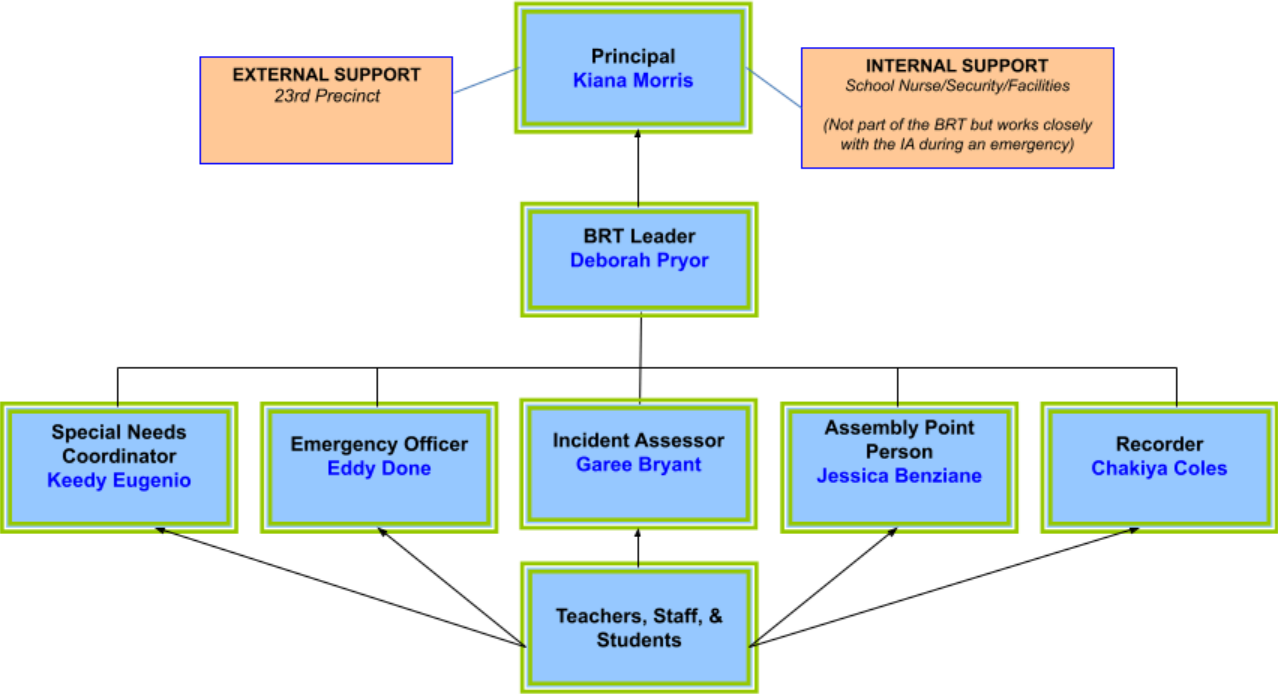 Principal
Kiana Morris
EXTERNAL SUPPORT
23rd Precinct
INTERNAL SUPPORT
School Nurse/Security/Facilities
(Not part of the BRT but works closely
with the IA during an emergency)
BRT Leader
Deborah Pryor
Special Needs
Coordinator
Keedy Eugenio
Emergency Officer
Eddy Done
Incident Assessor
Garee Bryant
Assembly Point
Person
Jessica Benziane
Recorder
Chakiya Coles
Teachers, Staff, &
Students